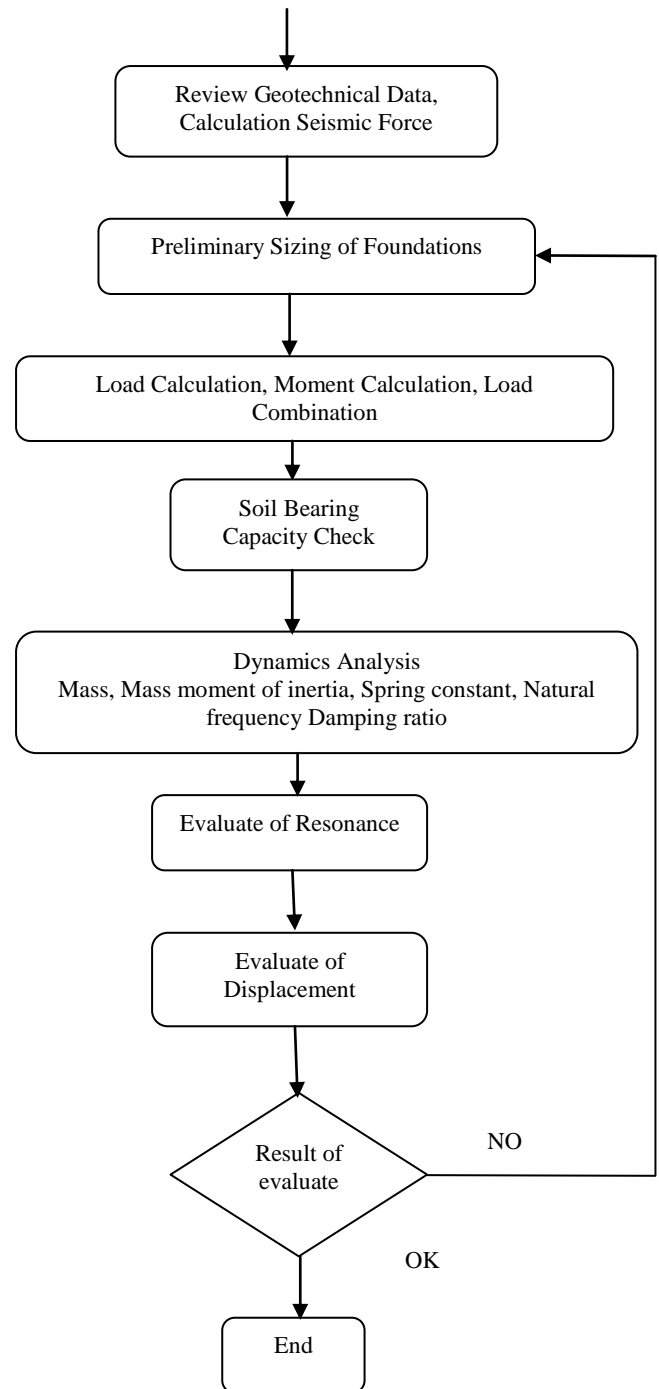 Review Geotechnical Data,
Calculation Seismic Force
Preliminary Sizing of Foundations
Load Calculation, Moment Calculation, Load
Combination
Soil Bearing
Capacity Check
Dynamics Analysis
Mass, Mass moment of inertia, Spring constant, Natural
frequency Damping ratio
Evaluate of Resonance
Evaluate of
Displacement
Result of
evaluate
NO
OK
End